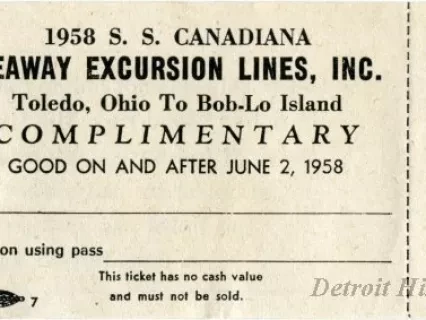 1958 S. S. CANADIANA
EAWAY EXCURSION LINES, INC.
Toledo, Ohio To Bob-Lo Island
COMPLIMENTARY
GOOD ON AND AFTER JUNE 2, 1958
on using pass
This ticket has no cash value
and must not be sold.
7
Detroit Hi